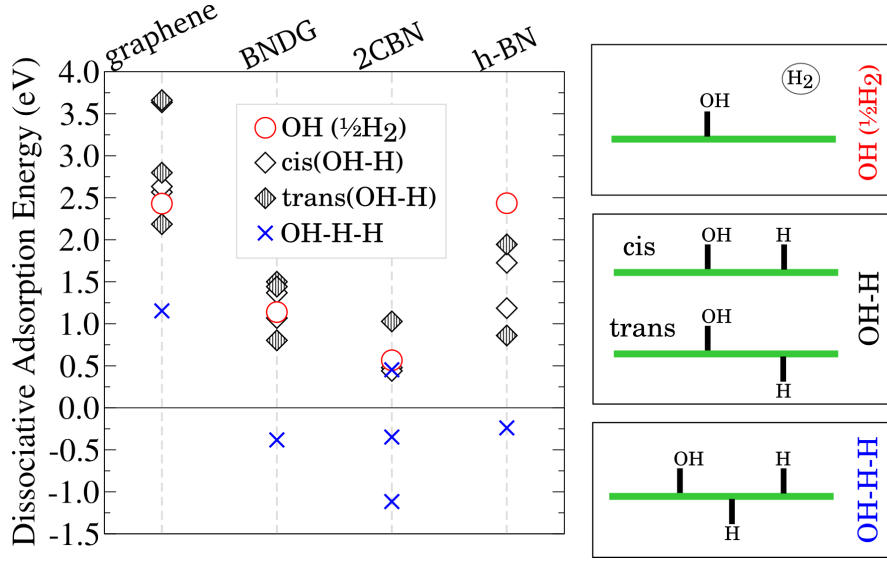 graphene
BNDG
2CBN
h-BN
Dissociative Adsorption Energy (eV)
4.0
3.5
3.0
2.5
2.0
1.5
1.0
0.5
0.0
-0.5
-1.0
-1.5
OH (½H2)
cis(OH-H)
trans(OH-H)
OH-H-H
OH
H2
OH (½H2)
cis
OH
H
trans
OH
H
OH-H
OH
H
H
OH-H-H